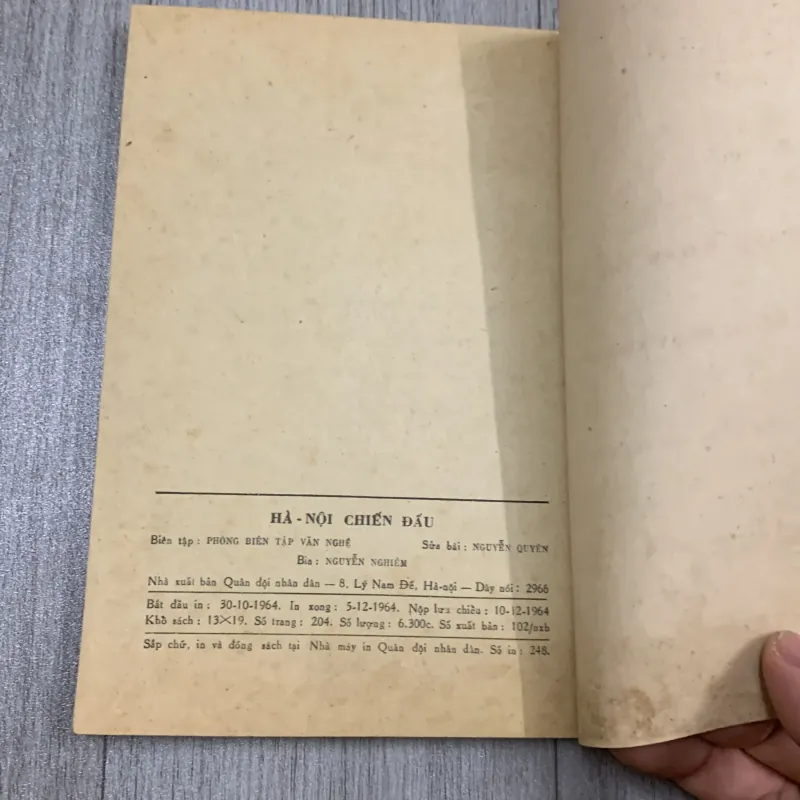 HÀ - NỘI CHIẾN ĐẤU
Biên tập : PHÒNG BIÊN TẬP VĂN NGHỆ Sửa bài : NGUYỄN QUYÊN
Bìa : NGUYỄN NGHIÊM
Nhà xuất bản Quân đội nhân dân — 8, Lý Nam Đế, Hà-nội — Dây nói : 2966
Bắt đầu in : 30-10-1964. In xong : 5-12-1964. Nộp lưu chiểu : 10-12-1964
Khổ sách : 13×19. Số trang : 204. Số lượng : 6.300c. Số xuất bản : 102/nxb
Sắp chữ, in và đóng sách tại Nhà máy in Quân đội nhân dân. Số in : 248.